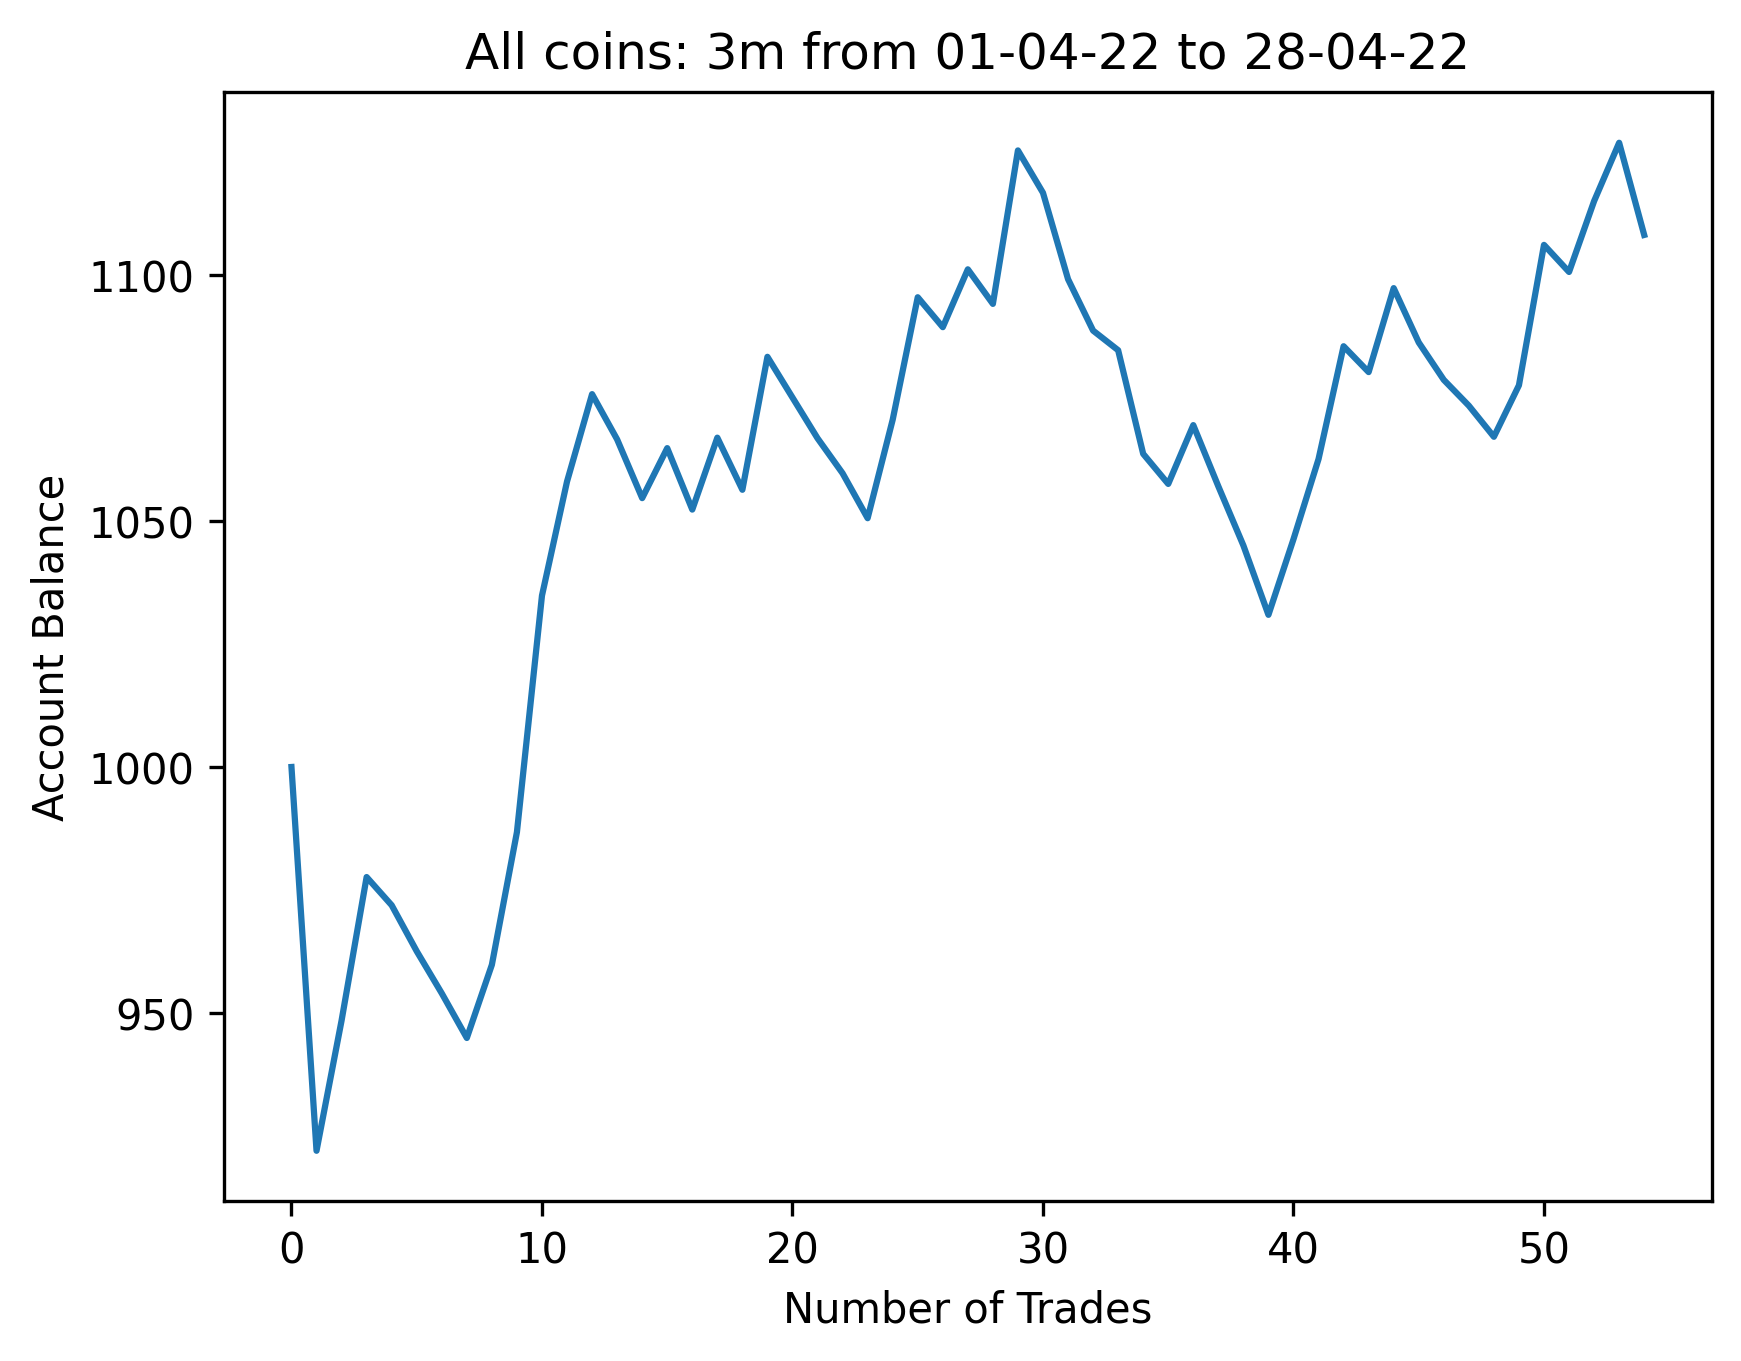 All coins: 3m from 01-04-22 to 28-04-22
Account Balance
1100
1050
1000
950
0 10 20 30 40 50
Number of Trades